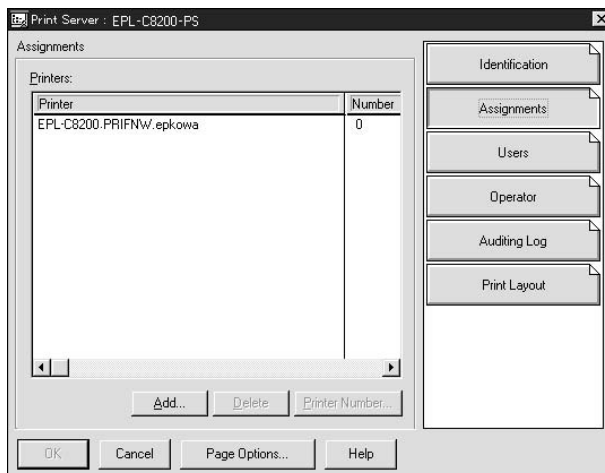 Print Server : EPL-C8200-PS
Assignments
Printers:
Printer Number
EPL-C8200.PRIFNW.epkowa 0
Add... Delete Printer Number...
OK Cancel Page Options... Help
Identification
Assignments
Users
Operator
Auditing Log
Print Layout